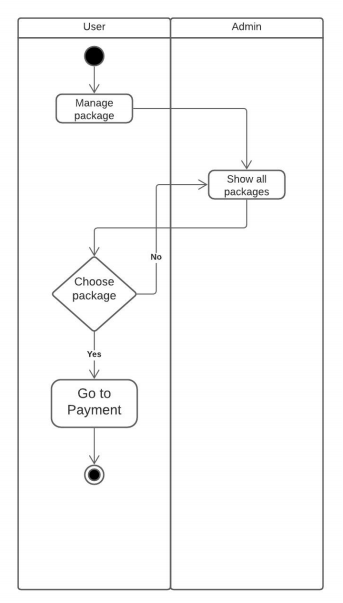 User
Admin
Manage
package
Show all
packages
No
Choose
package
Yes
Go to
Payment